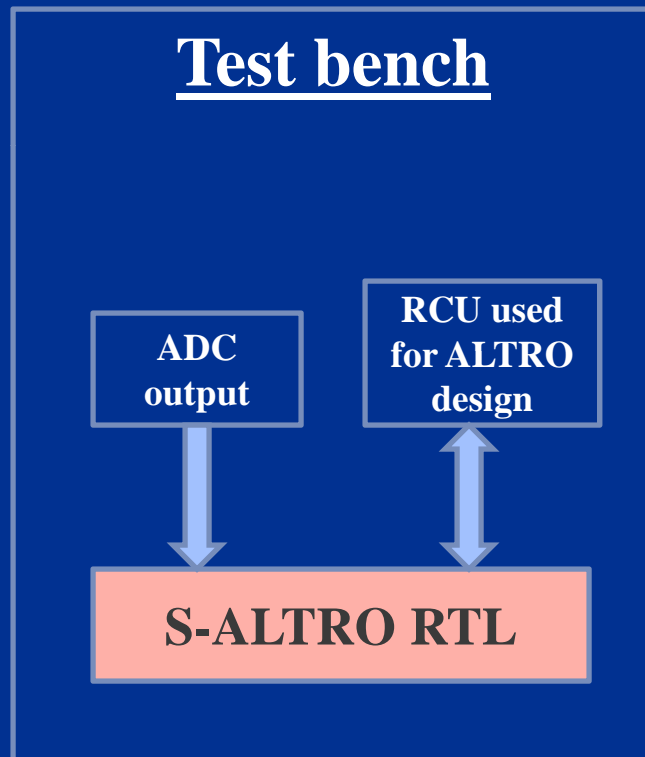 Test bench
ADC
output
RCU used
for ALTRO
design
S-ALTRO RTL